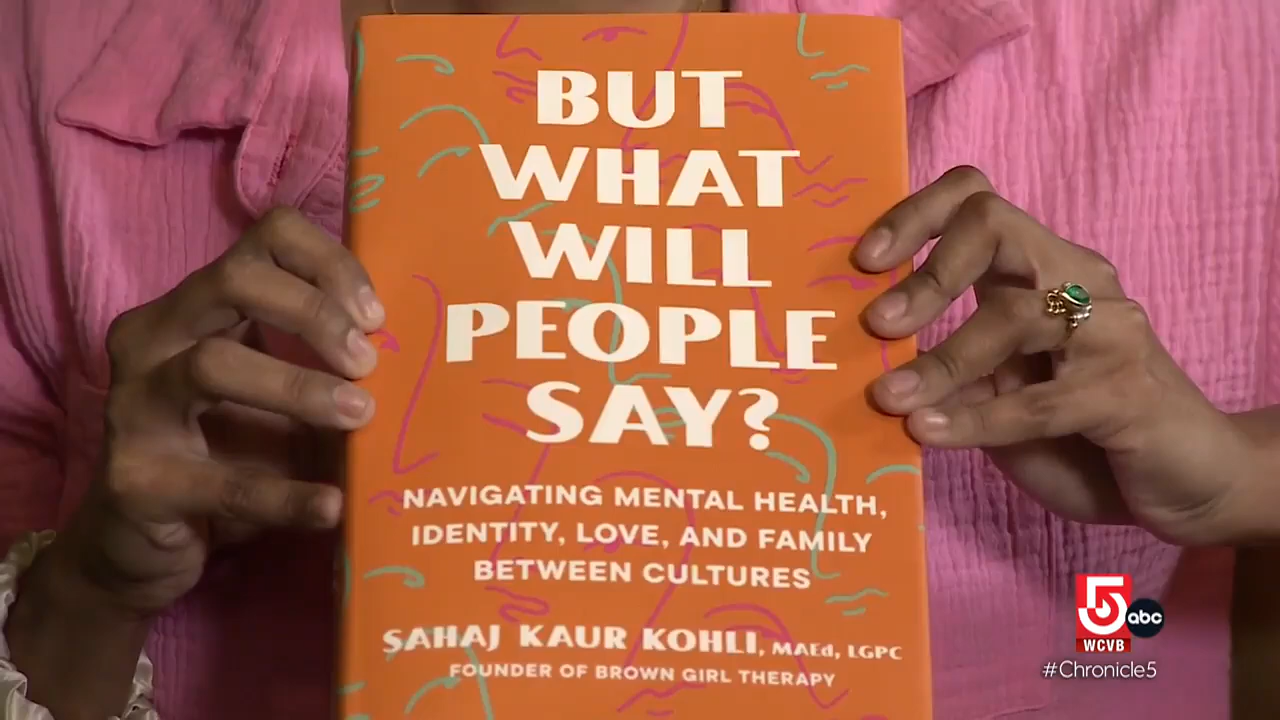 BUT
WHAT
WILL
PEOPLE
SAY?
NAVIGATING MENTAL HEALTH,
IDENTITY, LOVE, AND FAMILY
BETWEEN CULTURES
SAHAJ KAUR KOHLI, MAEd, LGPC
FOUNDER OF BROWN GIRL THERAPY
5
abc
WCVB
#Chronicle5